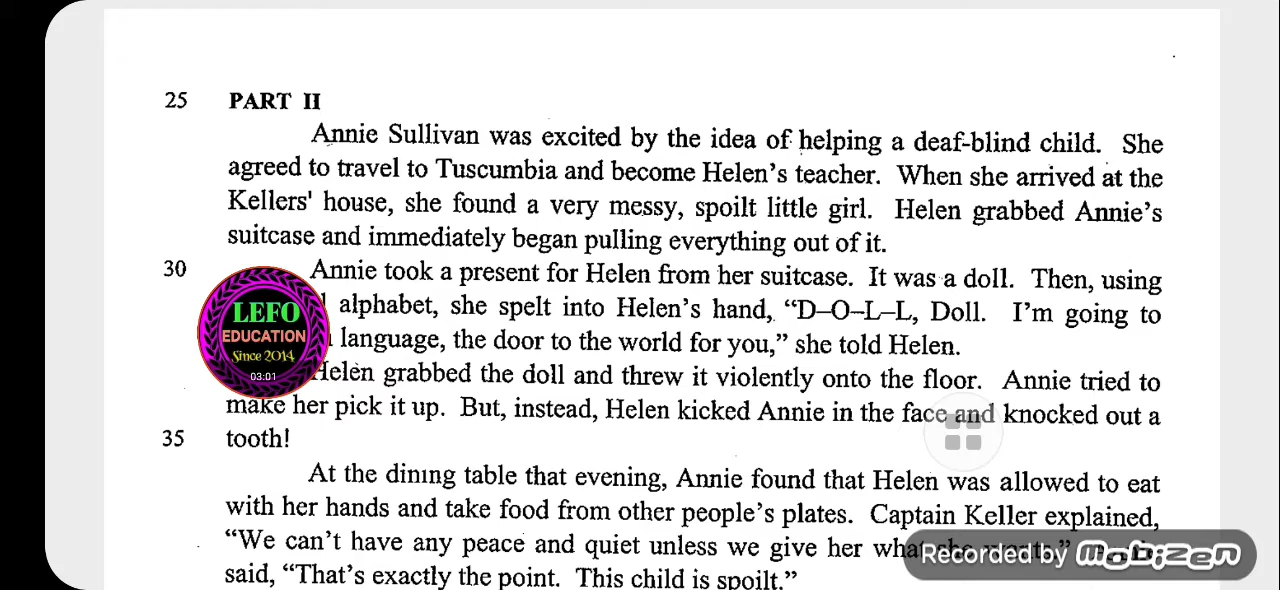 25 PART II
Annie Sullivan was excited by the idea of helping a deaf-blind child. She
agreed to travel to Tuscumbia and become Helen's teacher. When she arrived at the
Kellers' house, she found a very messy, spoilt little girl. Helen grabbed Annie's
suitcase and immediately began pulling everything out of it.
30 Annie took a present for Helen from her suitcase. It was a doll. Then, using
alphabet, she spelt into Helen's hand, "D–O–L–L, Doll. I'm going to
language, the door to the world for you," she told Helen.
Helen grabbed the doll and threw it violently onto the floor. Annie tried to
make her pick it up. But, instead, Helen kicked Annie in the face and knocked out a
35 tooth!
At the dining table that evening, Annie found that Helen was allowed to eat
with her hands and take food from other people's plates. Captain Keller explained,
"We can't have any peace and quiet unless we give her
said, "That's exactly the point. This child is spoilt."
LEFO
EDUCATION
Since 2014
03:01
Recorded by Mobizen